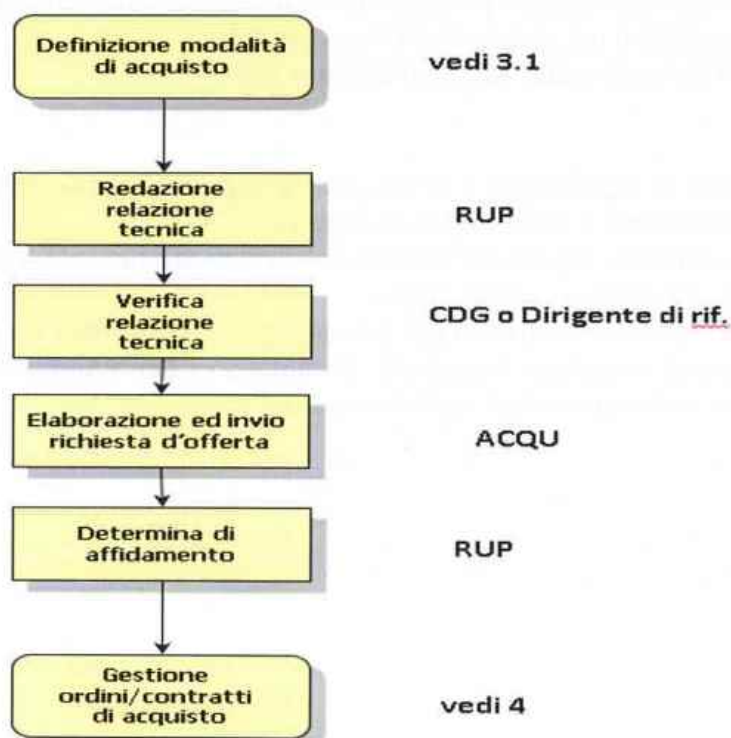 Definizione modalità
di acquisto
vedi 3.1
Redazione
relazione
tecnica
RUP
Verifica
relazione
tecnica
CDG o Dirigente di rif.
Elaborazione ed invio
richiesta d'offerta
ACQU
Determina di
affidamento
RUP
Gestione
ordini/contratti
di acquisto
vedi 4